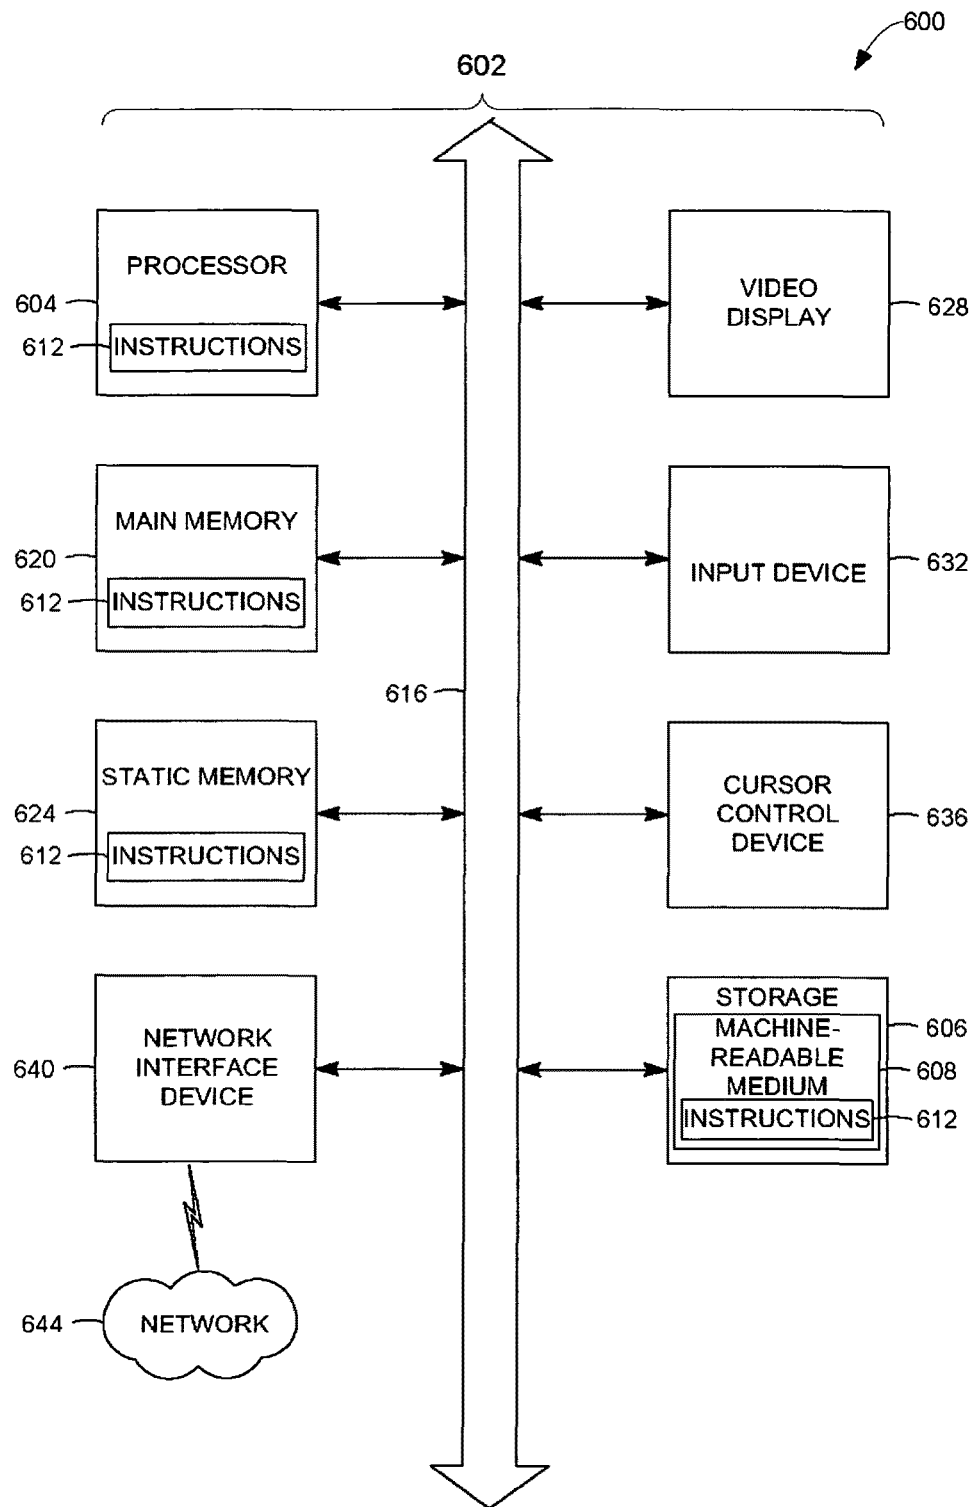 600
602
PROCESSOR
604
612
INSTRUCTIONS
VIDEO
DISPLAY
628
MAIN MEMORY
620
612
INSTRUCTIONS
INPUT DEVICE
632
616
STATIC MEMORY
624
612
INSTRUCTIONS
CURSOR
CONTROL
DEVICE
636
NETWORK
INTERFACE
DEVICE
640
STORAGE
606
MACHINE-
READABLE
MEDIUM
608
INSTRUCTIONS
612
644
NETWORK